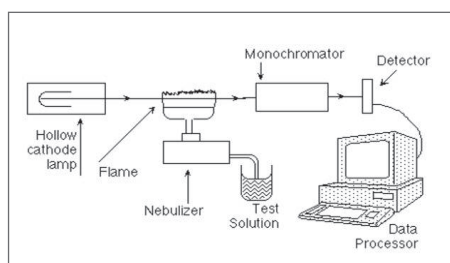 Monochromator
Detector
Hollow
cathode
lamp
Flame
Nebulizer
Test
Solution
Data
Processor